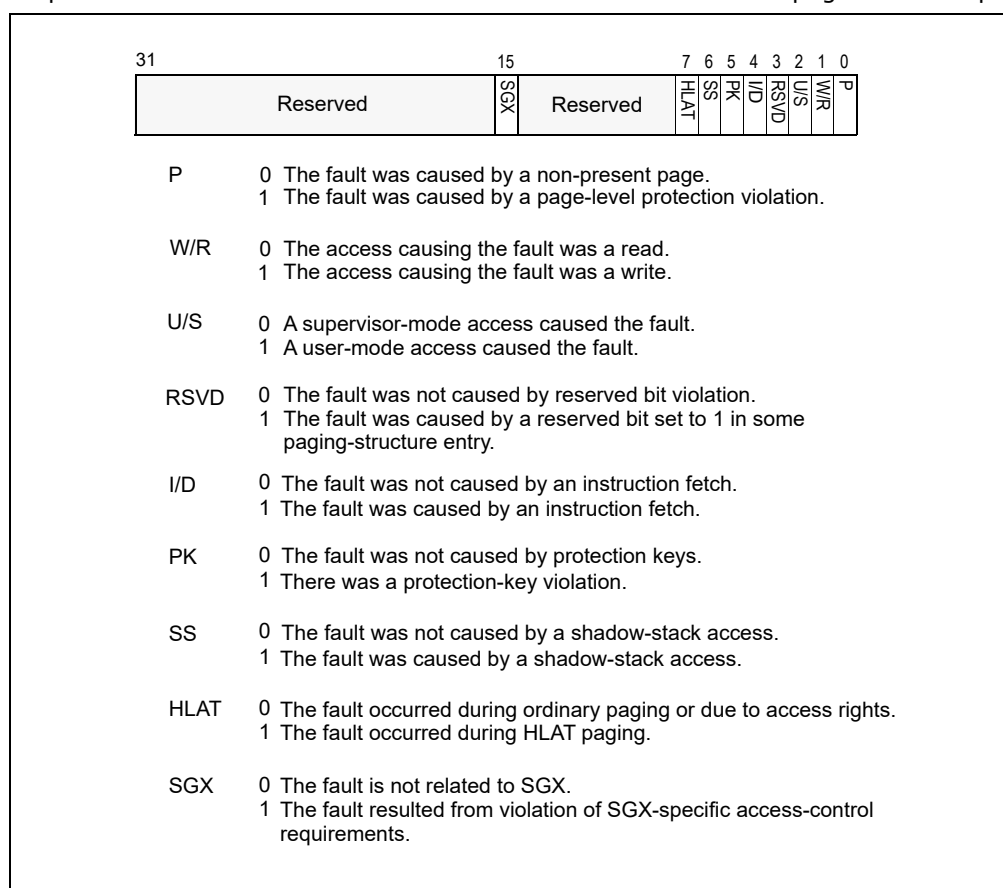 31 15 7 6 5 4 3 2 1 0
Reserved SGX Reserved HLAT SS PK I/D RSVD U/S W/R P
P 0 The fault was caused by a non-present page.
1 The fault was caused by a page-level protection violation.
W/R 0 The access causing the fault was a read.
1 The access causing the fault was a write.
U/S 0 A supervisor-mode access caused the fault.
1 A user-mode access caused the fault.
RSVD 0 The fault was not caused by reserved bit violation.
1 The fault was caused by a reserved bit set to 1 in some
paging-structure entry.
I/D 0 The fault was not caused by an instruction fetch.
1 The fault was caused by an instruction fetch.
PK 0 The fault was not caused by protection keys.
1 There was a protection-key violation.
SS 0 The fault was not caused by a shadow-stack access.
1 The fault was caused by a shadow-stack access.
HLAT 0 The fault occurred during ordinary paging or due to access rights.
1 The fault occurred during HLAT paging.
SGX 0 The fault is not related to SGX.
1 The fault resulted from violation of SGX-specific access-control
requirements.